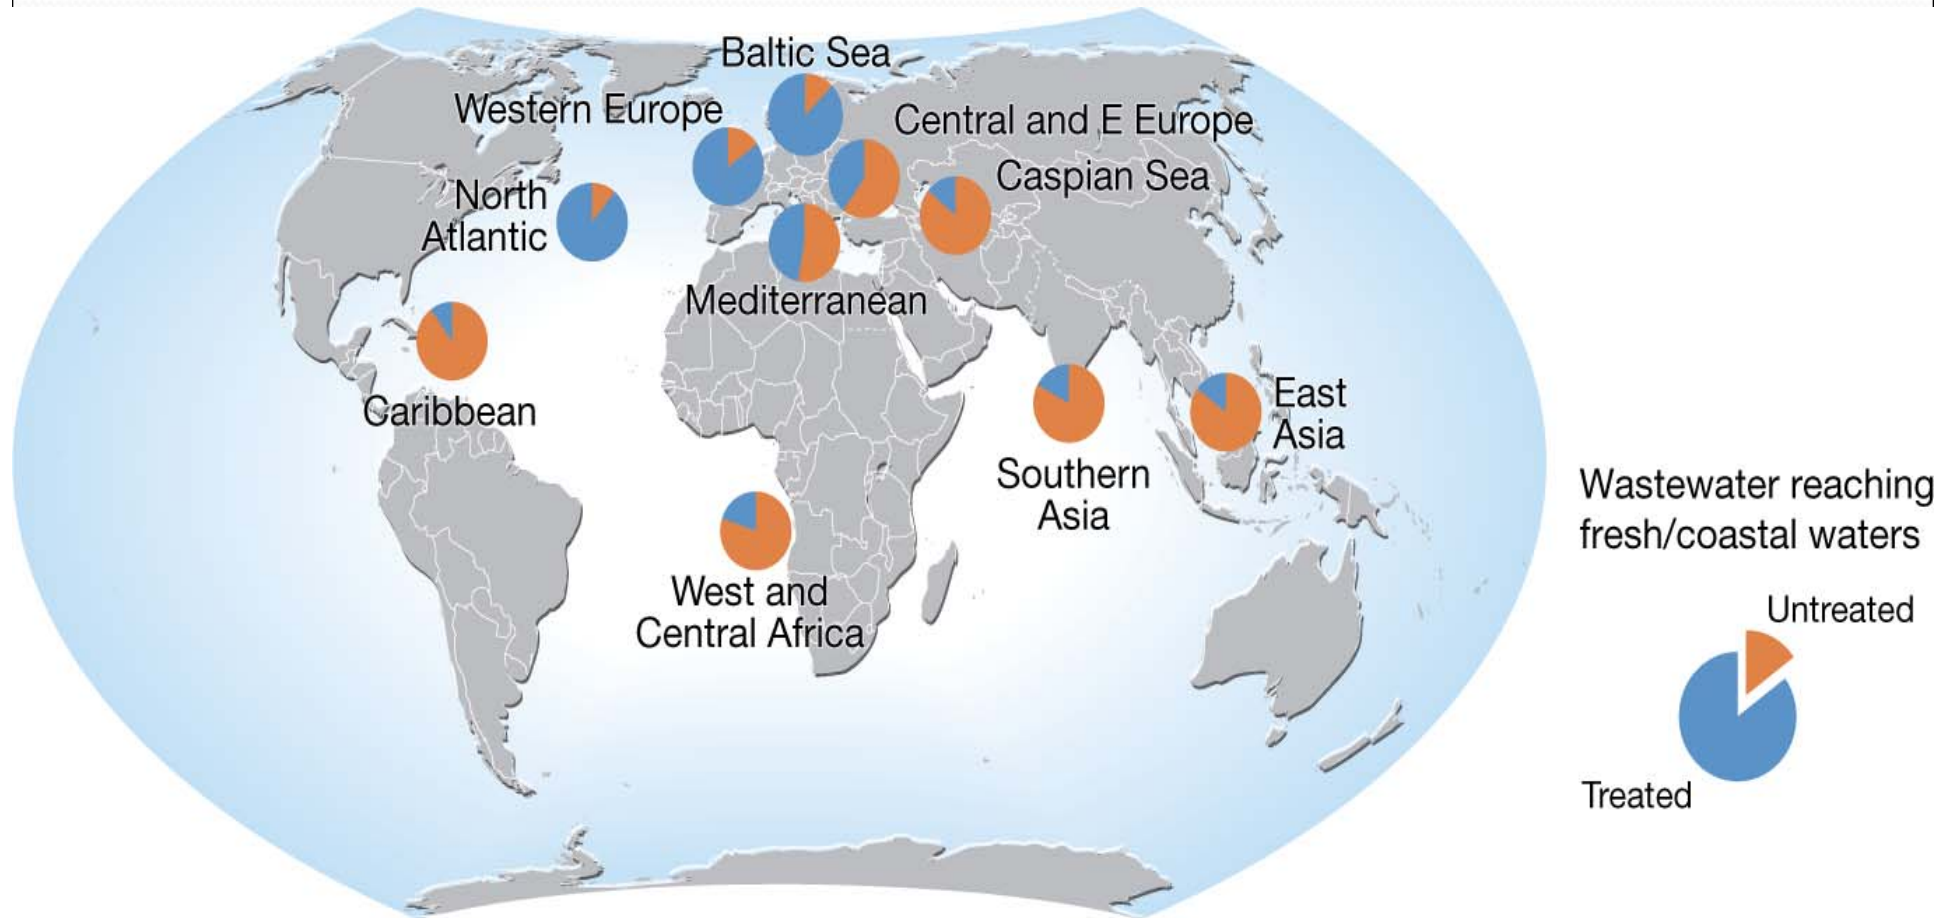 Baltic Sea
Western Europe
Central and E Europe
Caspian Sea
North
Atlantic
Mediterranean
Caribbean
East
Asia
Southern
Asia
West and
Central Africa
Wastewater reaching
fresh/coastal waters
Untreated
Treated